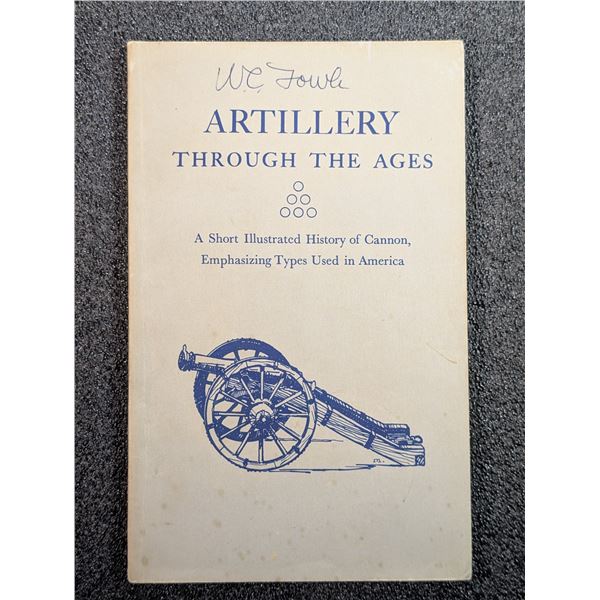 W.C. Fowle
ARTILLERY
THROUGH THE AGES
A Short Illustrated History of Cannon,
Emphasizing Types Used in America